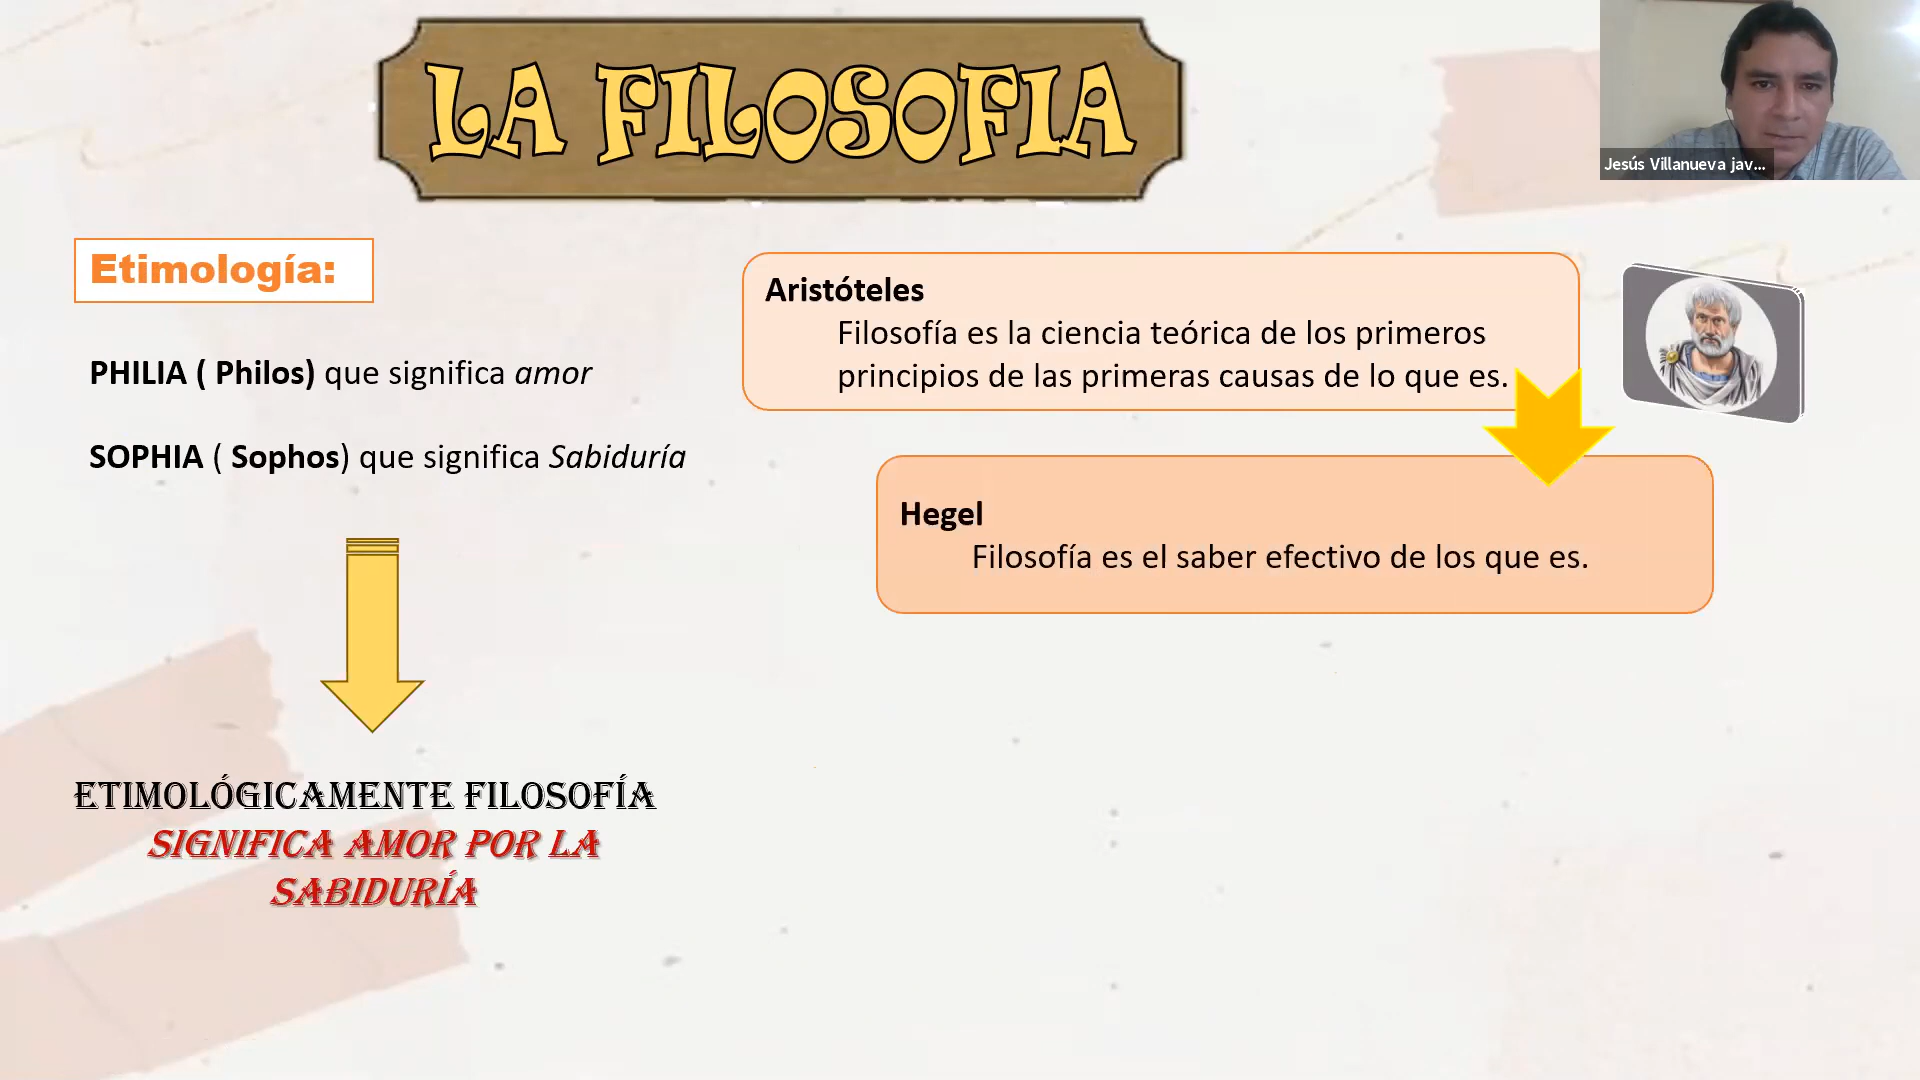 LA FILOSOFIA
Jesús Villanueva jav...
Etimología:
PHILIA ( Philos) que significa amor
SOPHIA ( Sophos) que significa Sabiduría
ETIMOLÓGICAMENTE FILOSOFÍA
SIGNIFICA AMOR POR LA
SABIDURÍA
Aristóteles
Filosofía es la ciencia teórica de los primeros
principios de las primeras causas de lo que es.
Hegel
Filosofía es el saber efectivo de los que es.